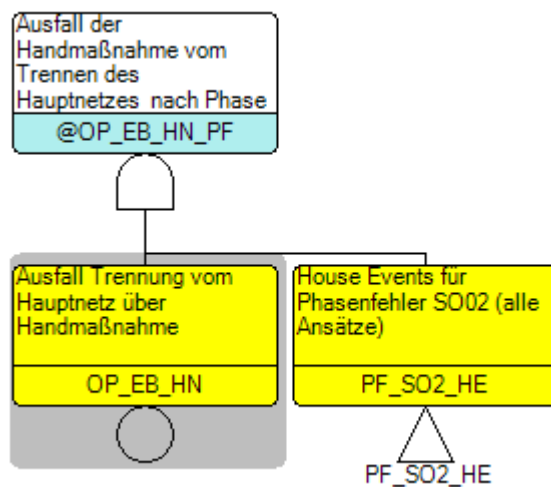 Ausfall der
Handmaßnahme vom
Trennen des
Hauptnetzes nach Phase
@OP_EB_HN_PF
Ausfall Trennung vom
Hauptnetz über
Handmaßnahme
OP_EB_HN
House Events für
Phasenfehler SO02 (alle
Ansätze)
PF_SO2_HE
PF_SO2_HE